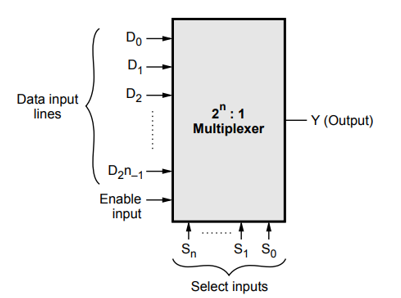 D₀
D₁
D₂
Data input
lines
2ⁿ : 1
Multiplexer
Y (Output)
D₂n₋₁
Enable
input
Sₙ
S₁
S₀
Select inputs